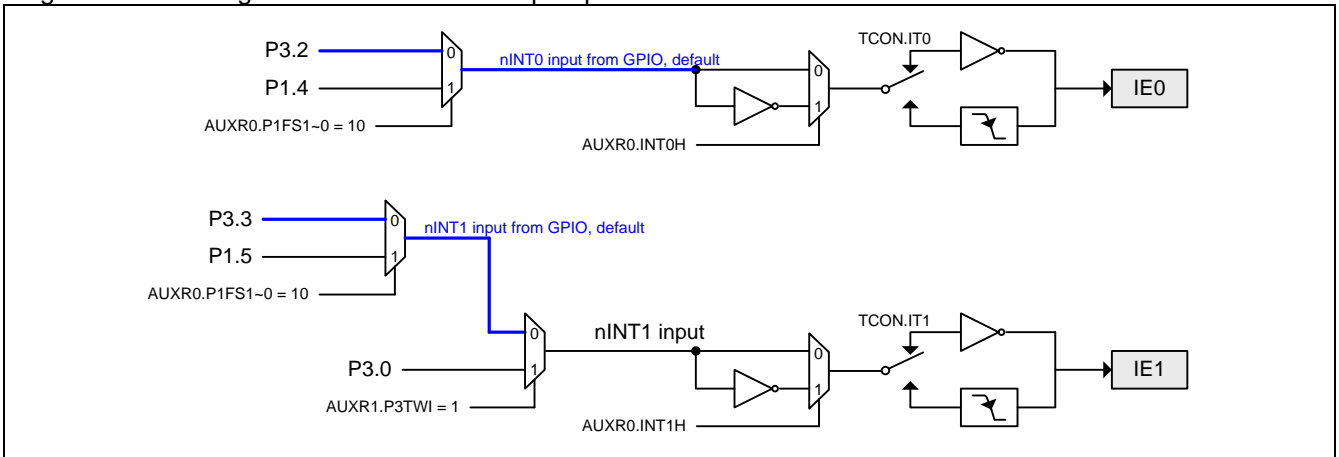 P3.2
0
nINT0 input from GPIO, default
TCON.IT0
P1.4
1
0
1
IE0
AUXR0.P1FS1~0 = 10
AUXR0.INT0H
P3.3
0
nINT1 input from GPIO, default
P1.5
1
AUXR0.P1FS1~0 = 10
0
nINT1 input
TCON.IT1
P3.0
1
0
1
IE1
AUXR1.P3TWI = 1
AUXR0.INT1H